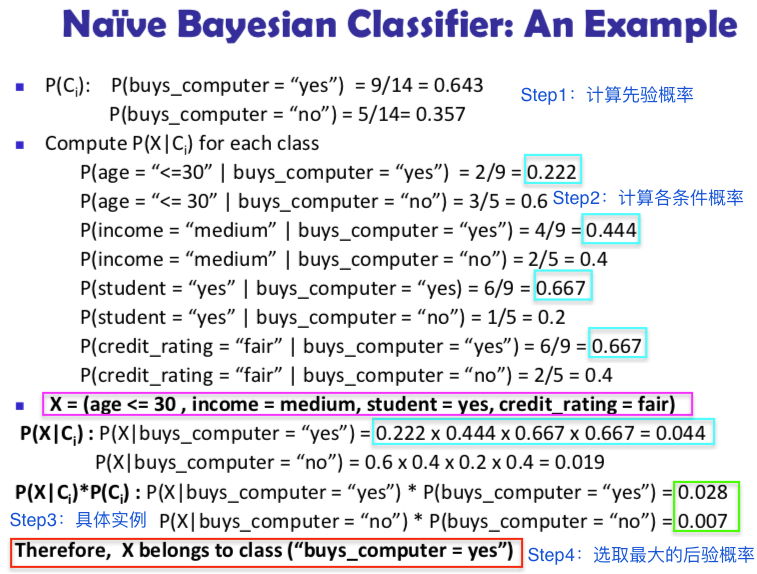 Naïve Bayesian Classifier: An Example
P(Ci): P(buys_computer = “yes”) = 9/14 = 0.643
Step1：计算先验概率
P(buys_computer = “no”) = 5/14= 0.357
Compute P(X|Ci) for each class
P(age = “<=30” | buys_computer = “yes”) = 2/9 = 0.222
P(age = “<= 30” | buys_computer = “no”) = 3/5 = 0.6
Step2：计算各条件概率
P(income = “medium” | buys_computer = “yes”) = 4/9 = 0.444
P(income = “medium” | buys_computer = “no”) = 2/5 = 0.4
P(student = “yes” | buys_computer = “yes) = 6/9 = 0.667
P(student = “yes” | buys_computer = “no”) = 1/5 = 0.2
P(credit_rating = “fair” | buys_computer = “yes”) = 6/9 = 0.667
P(credit_rating = “fair” | buys_computer = “no”) = 2/5 = 0.4
X = (age <= 30 , income = medium, student = yes, credit_rating = fair)
P(X|Ci) : P(X|buys_computer = “yes”) = 0.222 x 0.444 x 0.667 x 0.667 = 0.044
P(X|buys_computer = “no”) = 0.6 x 0.4 x 0.2 x 0.4 = 0.019
P(X|Ci)*P(Ci) : P(X|buys_computer = “yes”) * P(buys_computer = “yes”) = 0.028
Step3：具体实例
P(X|buys_computer = “no”) * P(buys_computer = “no”) = 0.007
Therefore, X belongs to class (“buys_computer = yes”)
Step4：选取最大的后验概率